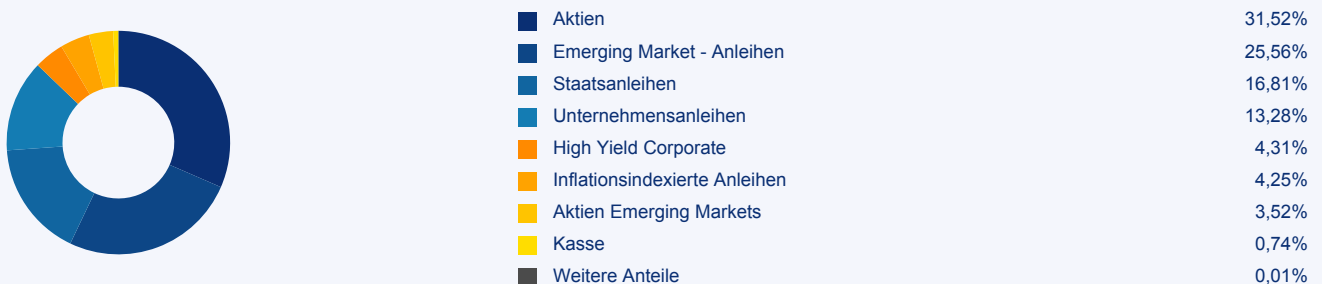 Aktien 31,52%
Emerging Market - Anleihen 25,56%
Staatsanleihen 16,81%
Unternehmensanleihen 13,28%
High Yield Corporate 4,31%
Inflationsindexierte Anleihen 4,25%
Aktien Emerging Markets 3,52%
Kasse 0,74%
Weitere Anteile 0,01%